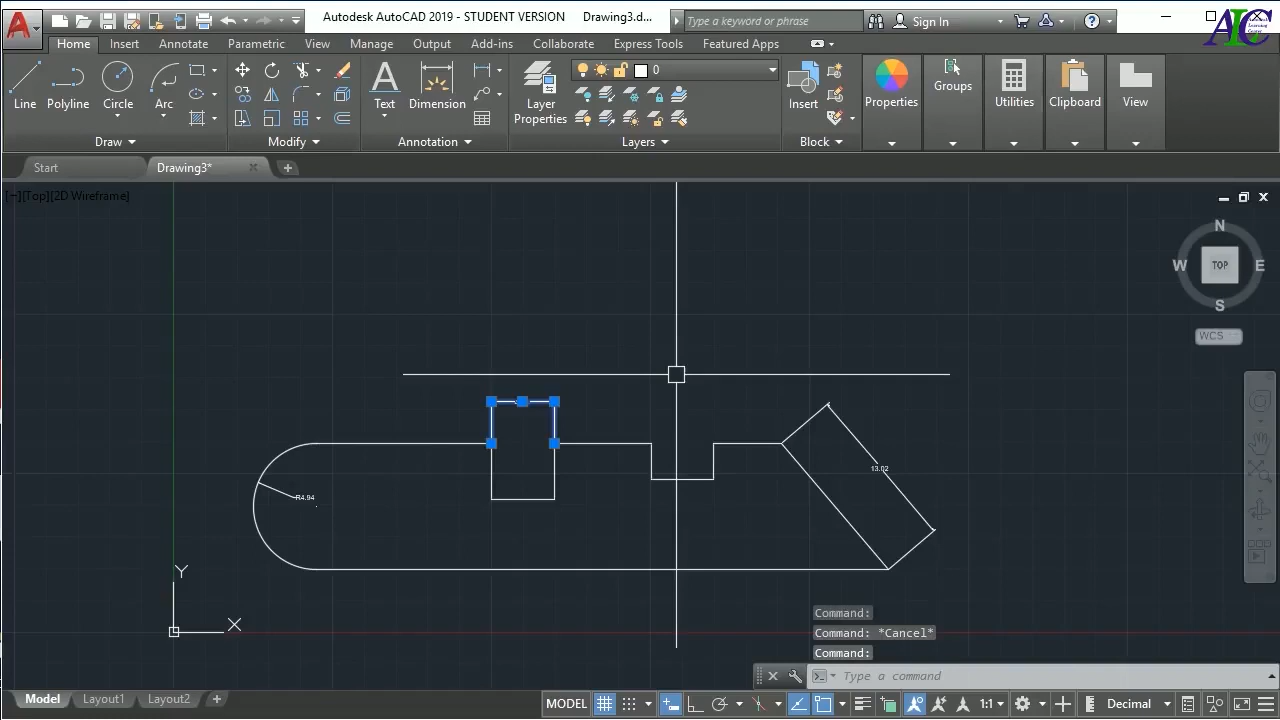 Autodesk AutoCAD 2019 - STUDENT VERSION Drawing3.d...
Type a keyword or phrase
Sign In
AIC
Home Insert Annotate Parametric View Manage Output Add-ins Collaborate Express Tools Featured Apps
0
Line Polyline Circle Arc Text Dimension Layer Properties Insert Properties Groups Utilities Clipboard View
Draw Modify Annotation Layers Block
Start Drawing3*
[−][Top][2D Wireframe]
N
W TOP E
S
WCS
13.02
R4.94
Y
X
Command:
Command: *Cancel*
Command:
Type a command
Model Layout1 Layout2
MODEL 1:1 Decimal